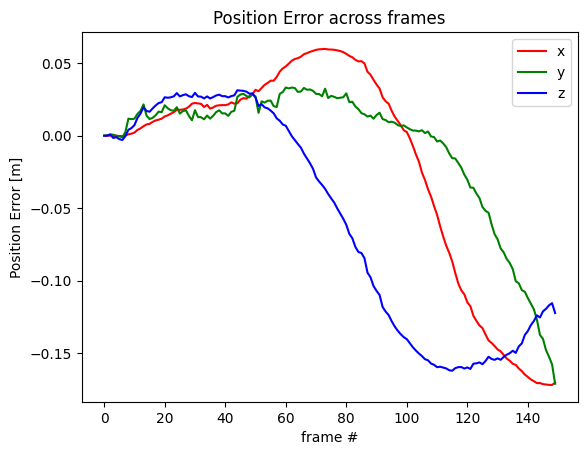 Position Error across frames
x
y
z
Position Error [m]
0.05
0.00
−0.05
−0.10
−0.15
0 20 40 60 80 100 120 140
frame #